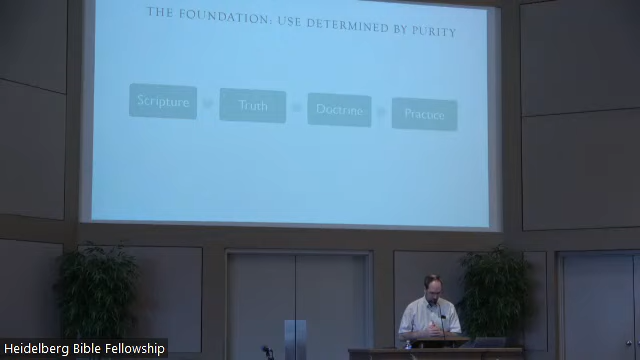 THE FOUNDATION: USE DETERMINED BY PURITY
Scripture
Truth
Doctrine
Practice
Heidelberg Bible Fellowship